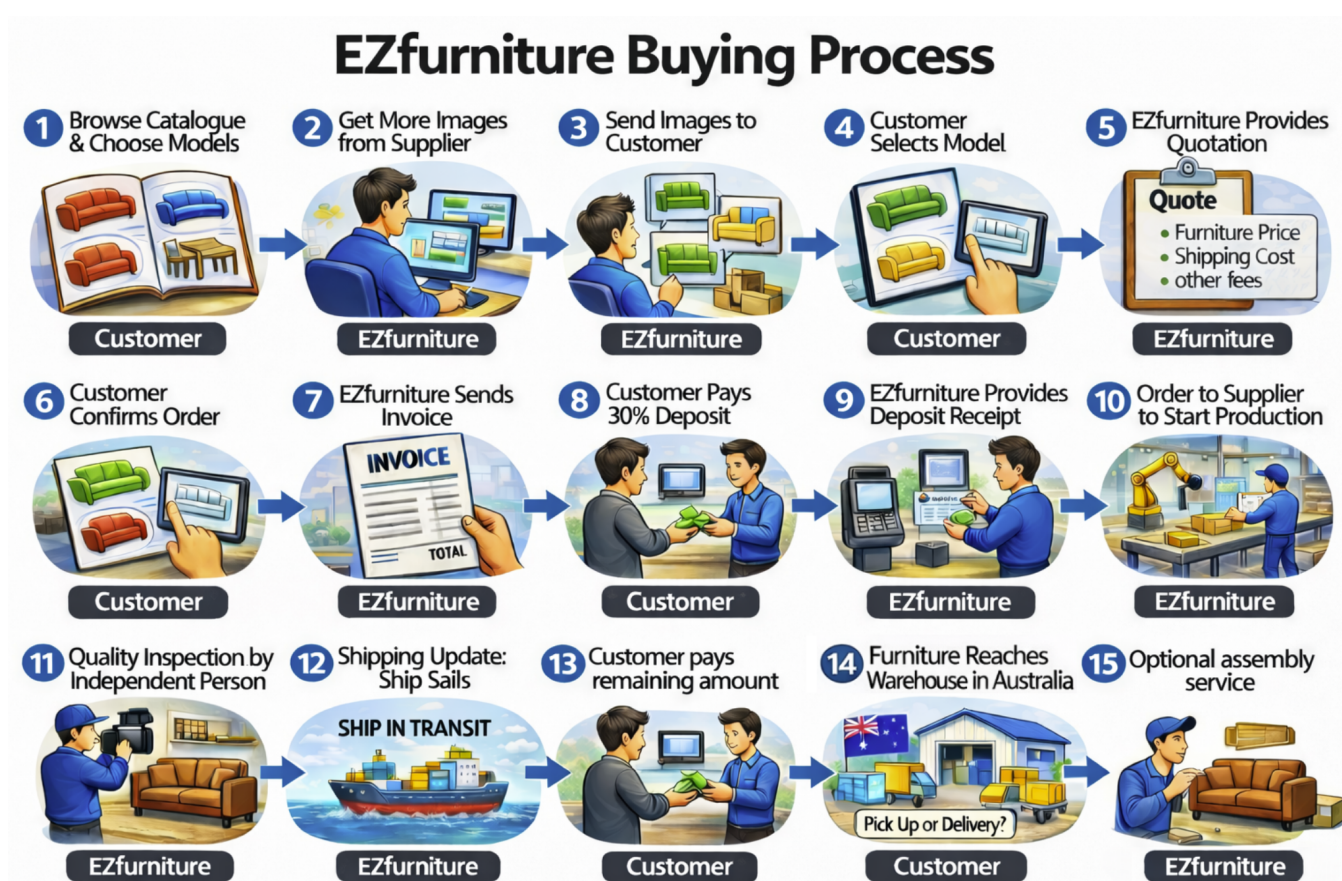 EZfurniture Buying Process
1 Browse Catalogue
& Choose Models
Customer
2 Get More Images
from Supplier
EZfurniture
3 Send Images to
Customer
EZfurniture
4 Customer
Selects Model
Customer
5 EZfurniture Provides
Quotation
Quote
• Furniture Price
• Shipping Cost
• other fees
EZfurniture
6 Customer
Confirms Order
Customer
7 EZfurniture Sends
Invoice
INVOICE
TOTAL
EZfurniture
8 Customer Pays
30% Deposit
Customer
9 EZfurniture Provides
Deposit Receipt
EZfurniture
10 Order to Supplier
to Start Production
EZfurniture
11 Quality Inspection by
Independent Person
EZfurniture
12 Shipping Update:
Ship Sails
SHIP IN TRANSIT
EZfurniture
13 Customer pays
remaining amount
Customer
14 Furniture Reaches
Warehouse in Australia
Pick Up or Delivery?
Customer
15 Optional assembly
service
EZfurniture